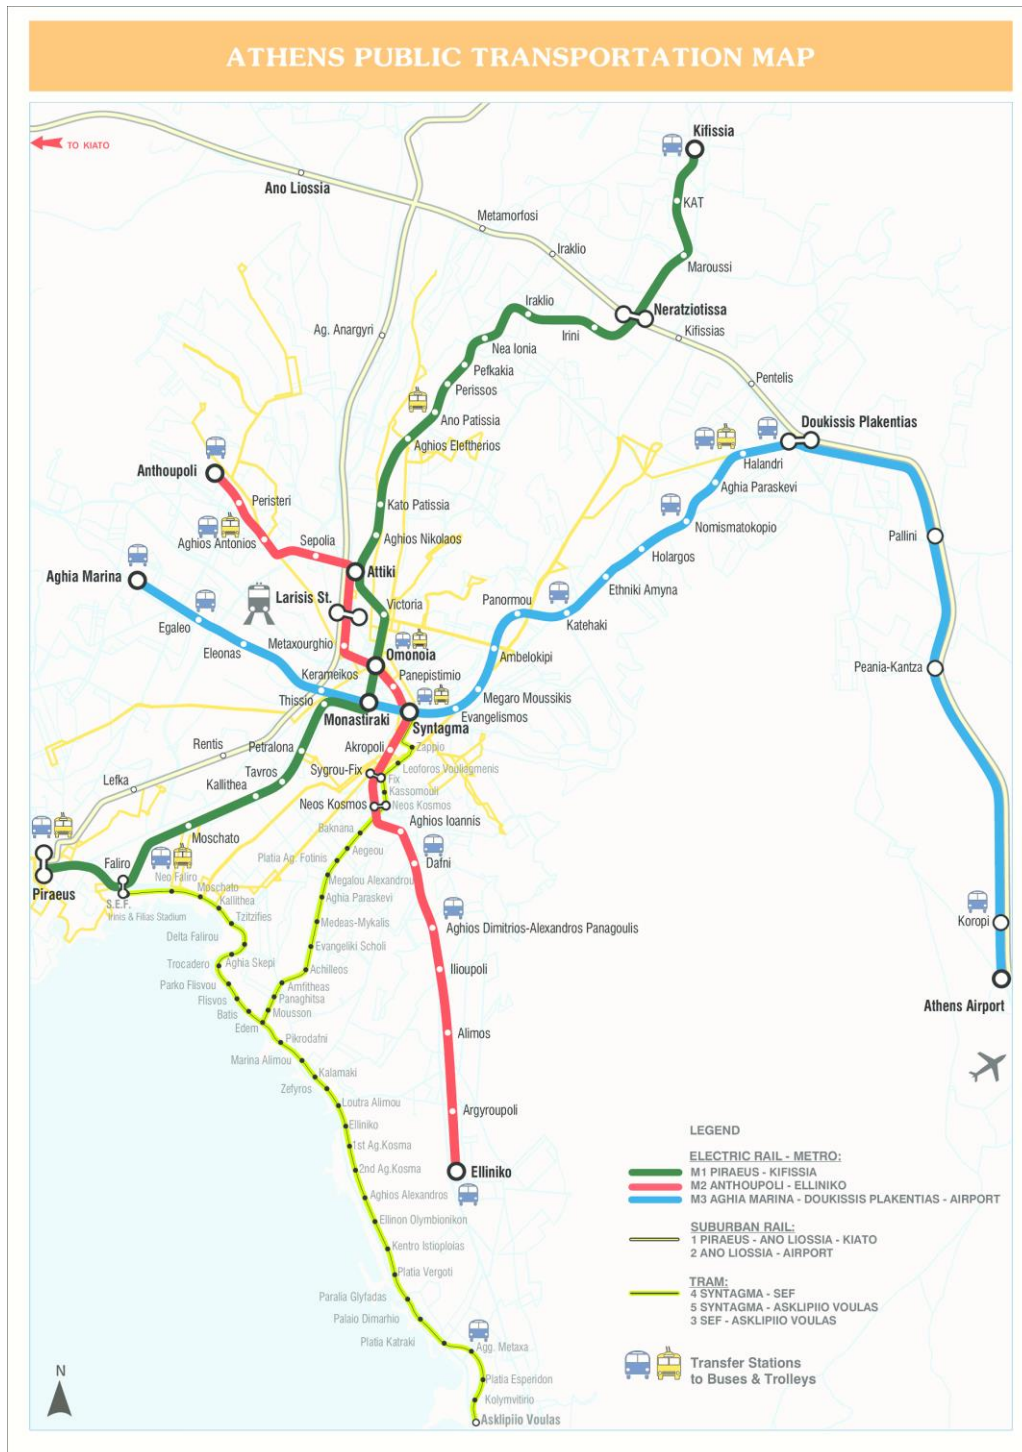 ATHENS PUBLIC TRANSPORTATION MAP
TO KIATO
Kifissia
KAT
Ano Liossia
Metamorfosi
Iraklio
Maroussi
Iraklio
Neratziotissa
Ag. Anargyri
Irini
Kifissias
Nea Ionia
Pefkakia
Pentelis
Perissos
Ano Patissia
Doukissis Plakentias
Aghios Eleftherios
Halandri
Anthoupoli
Aghia Paraskevi
Peristeri
Kato Patissia
Nomismatokopio
Pallini
Aghios Antonios
Sepolia
Aghios Nikolaos
Holargos
Aghia Marina
Attiki
Ethniki Amyna
Larisis St.
Victoria
Panormou
Katehaki
Egaleo
Eleonas
Metaxourghio
Omonoia
Ambelokipi
Peania-Kantza
Kerameikos
Panepistimio
Thissio
Megaro Moussikis
Monastiraki
Syntagma
Evangelismos
Rentis
Petralona
Akropoli
Zappio
Lefka
Tavros
Sygrou-Fix
Leoforos Vouliagmenis
Fix
Kallithea
Kassomouli
Neos Kosmos
Neos Kosmos
Moschato
Baknana
Aghios Ioannis
Aegeou
Faliro
Platia Ag. Fotinis
Dafni
Neo Faliro
Megalou Alexandrou
Piraeus
S.E.F.
Irinis & Filias Stadium
Moschato
Kallithea
Aghia Paraskevi
Tzitzifies
Medeas-Mykalis
Aghios Dimitrios-Alexandros Panagoulis
Koropi
Delta Falirou
Evangeliki Scholi
Trocadero
Aghia Skepi
Achilleos
Ilioupoli
Parko Flisvou
Amfitheas
Flisvos
Panaghitsa
Athens Airport
Batis
Mousson
Edem
Pikrodafni
Alimos
Marina Alimou
Kalamaki
Zefyros
Loutra Alimou
Argyroupoli
Elliniko
1st Ag.Kosma
2nd Ag.Kosma
Elliniko
Aghios Alexandros
Ellinon Olymbionikon
Kentro Istioploias
Platia Vergoti
Paralia Glyfadas
Palaio Dimarhio
Platia Katraki
Agg. Metaxa
Platia Esperidon
Kolymvitirio
Asklipiio Voulas
N
LEGEND
ELECTRIC RAIL - METRO:
M1 PIRAEUS - KIFISSIA
M2 ANTHOUPOLI - ELLINIKO
M3 AGHIA MARINA - DOUKISSIS PLAKENTIAS - AIRPORT
SUBURBAN RAIL:
1 PIRAEUS - ANO LIOSSIA - KIATO
2 ANO LIOSSIA - AIRPORT
TRAM:
4 SYNTAGMA - SEF
5 SYNTAGMA - ASKLIPIIO VOULAS
3 SEF - ASKLIPIIO VOULAS
Transfer Stations
to Buses & Trolleys